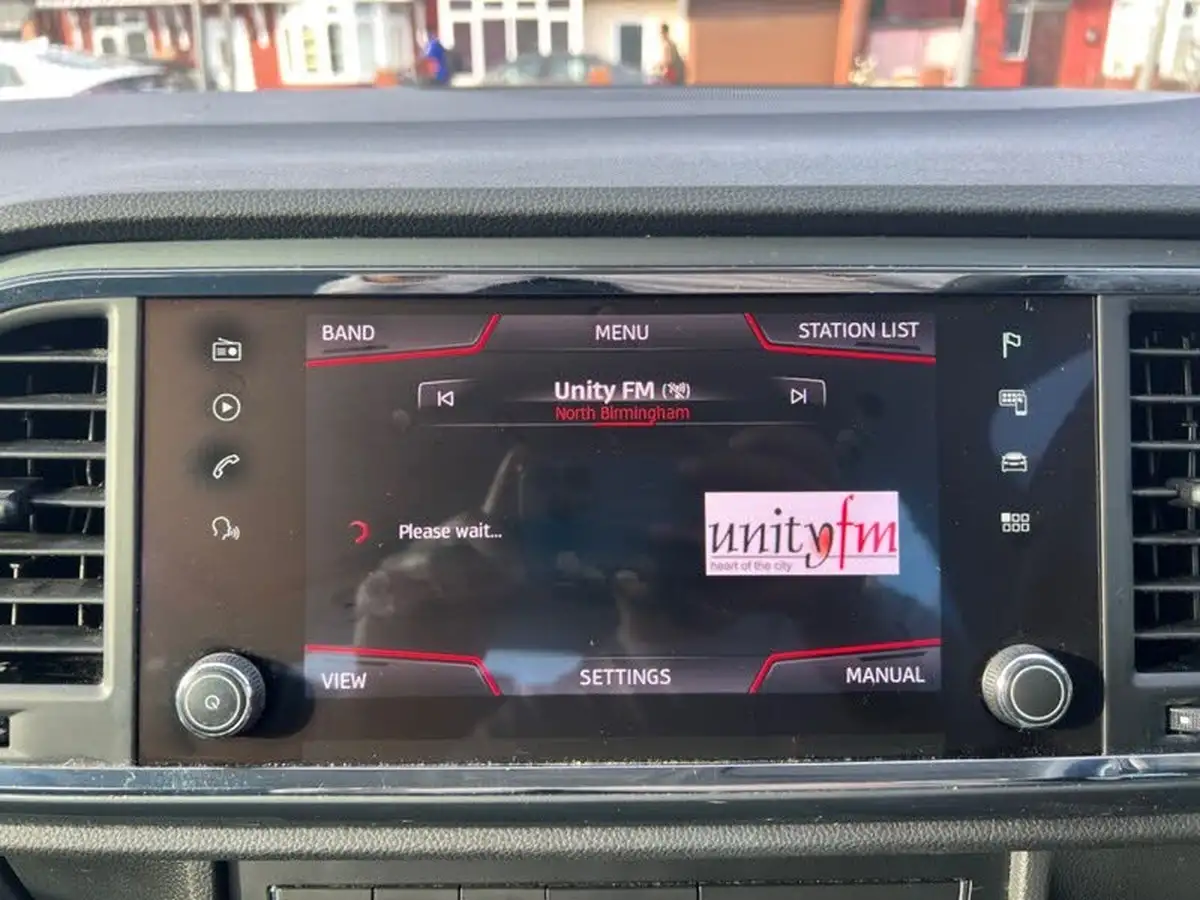 BAND
MENU
STATION LIST
Unity FM
North Birmingham
Please wait...
unityfm
heart of the city
VIEW
SETTINGS
MANUAL